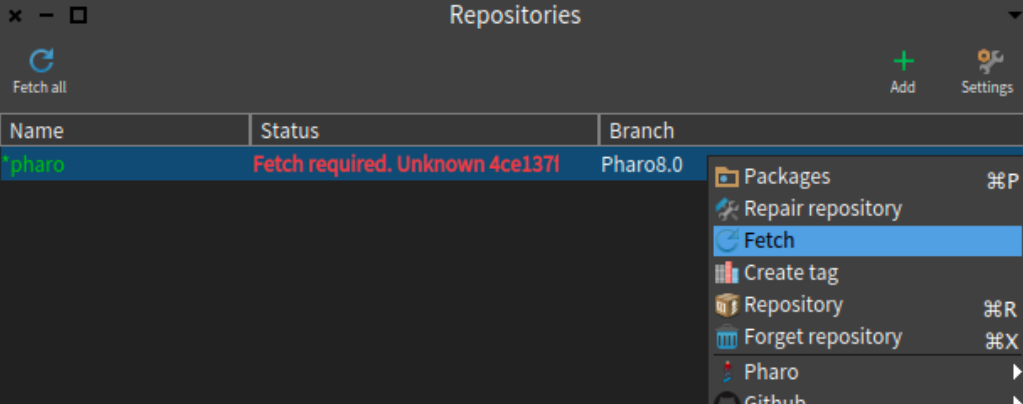 Repositories
Fetch all
Add
Settings
Name Status Branch
*pharo Fetch required. Unknown 4ce137f Pharo8.0
Packages ⌘P
Repair repository
Fetch
Create tag
Repository ⌘R
Forget repository ⌘X
Pharo
Github